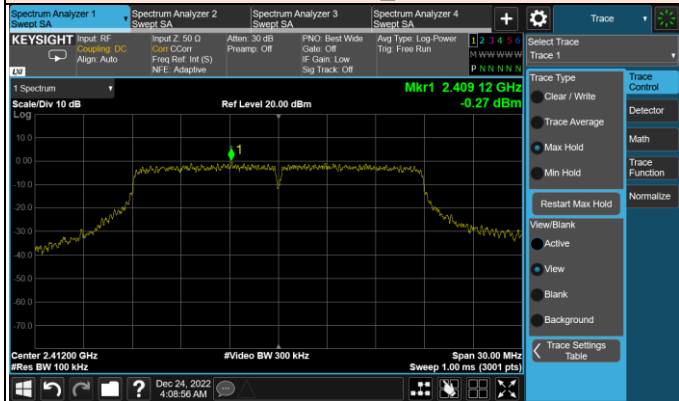 Spectrum Analyzer 1
Swept SA
Spectrum Analyzer 2
Swept SA
Spectrum Analyzer 3
Swept SA
Spectrum Analyzer 4
Swept SA
+
Trace
KEYSIGHT
Input: RF
Coupling: DC
Align: Auto
Input Z: 50 Ω
Corr CCorr
Freq Ref: Int (S)
NFE: Adaptive
Atten: 30 dB
Preamp: Off
PNO: Best Wide
Gate: Off
IF Gain: Low
Sig Track: Off
Avg Type: Log-Power
Trig: Free Run
1 2 3 4 5 6
M W W W W W
P N N N N N
LXI
Select Trace
Trace 1
1 Spectrum
Mkr1 2.409 12 GHz
-0.27 dBm
Scale/Div 10 dB
Ref Level 20.00 dBm
Log
10.0
0.00
-10.0
-20.0
-30.0
-40.0
-50.0
-60.0
-70.0
1
Center 2.41200 GHz
#Video BW 300 kHz
Span 30.00 MHz
#Res BW 100 kHz
Sweep 1.00 ms (3001 pts)
Trace Type
Clear / Write
Trace Average
Max Hold
Min Hold
Restart Max Hold
View/Blank
Active
View
Blank
Background
Trace Settings
Table
Trace
Control
Detector
Math
Trace
Function
Normalize
?
Dec 24, 2022
4:08:56 AM